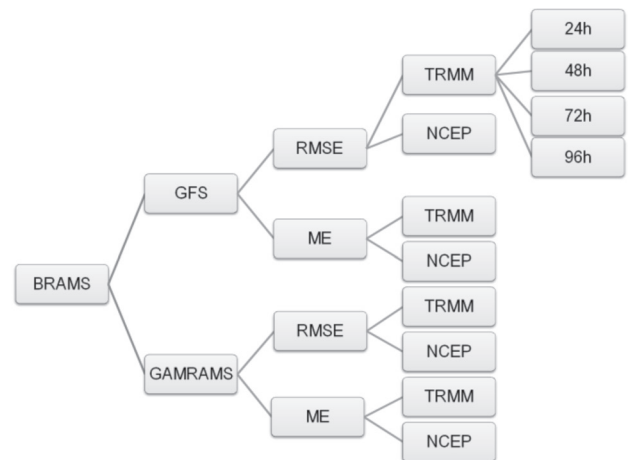 24h
TRMM
48h
72h
NCEP
RMSE
96h
GFS
TRMM
ME
NCEP
BRAMS
TRMM
RMSE
NCEP
GAMRAMS
TRMM
ME
NCEP